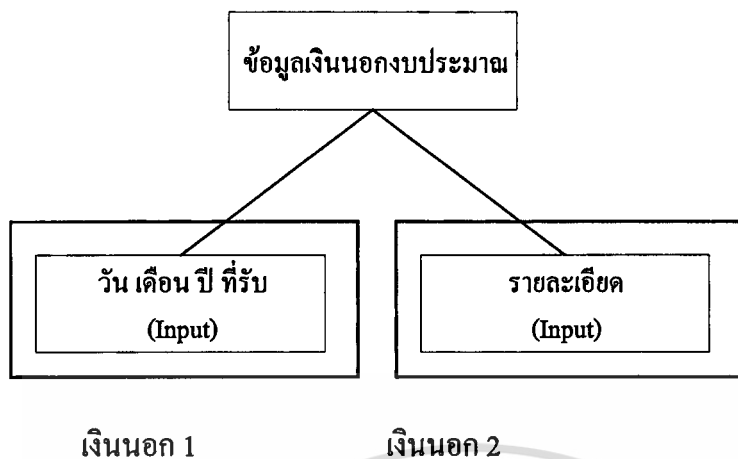 ข้อมูลเงินนอกงบประมาณ
วัน เดือน ปี ที่รับ
(Input)
รายละเอียด
(Input)
เงินนอก 1
เงินนอก 2